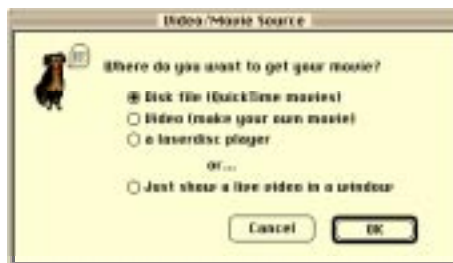 Video/Movie Source
Where do you want to get your movie?
Disk file (QuickTime movies)
Video (make your own movie)
a laserdisc player
or...
Just show a live video in a window
Cancel
OK